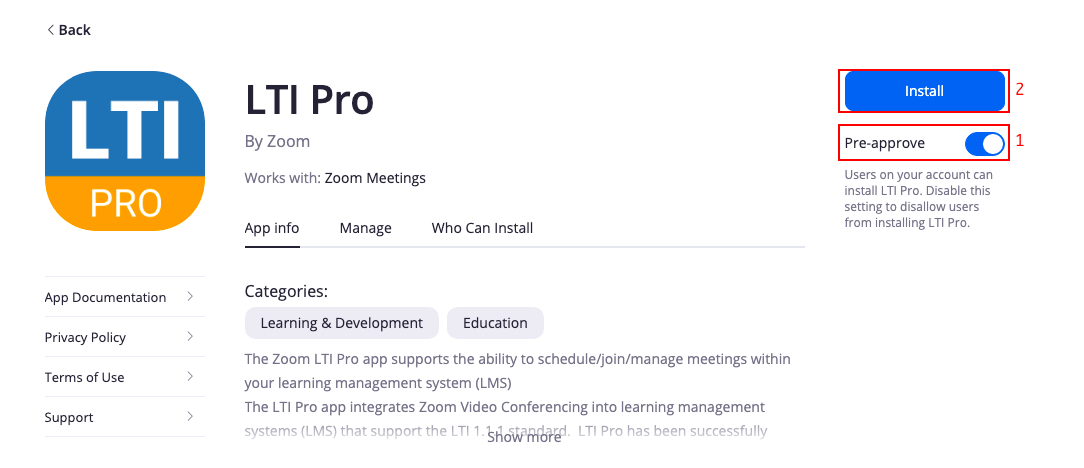 Back
LTI
PRO
LTI Pro
By Zoom
Works with: Zoom Meetings
App info
Manage
Who Can Install
Install
2
Pre-approve
1
Users on your account can
install LTI Pro. Disable this
setting to disallow users
from installing LTI Pro.
App Documentation
Privacy Policy
Terms of Use
Support
Categories:
Learning & Development
Education
The Zoom LTI Pro app supports the ability to schedule/join/manage meetings within
your learning management system (LMS)
The LTI Pro app integrates Zoom Video Conferencing into learning management
systems (LMS) that support the LTI 1.1.1 standard. LTI Pro has been successfully
Show more